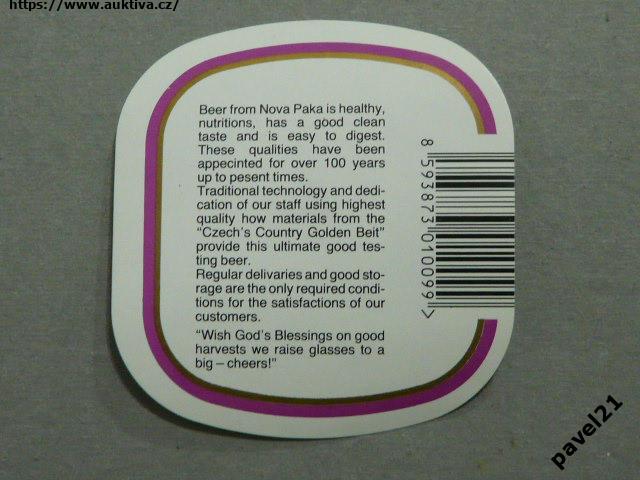 https://www.auktiva.cz/
Beer from Nova Paka is healthy,
nutritions, has a good clean
taste and is easy to digest.
These qualities have been
appecinted for over 100 years
up to pesent times.
Traditional technology and dedi-
cation of our staff using highest
quality how materials from the
“Czech's Country Golden Beit”
provide this ultimate good tes-
ting beer.
Regular delivaries and good sto-
rage are the only required condi-
tions for the satisfactions of our
customers.
“Wish God's Blessings on good
harvests we raise glasses to a
big – cheers!"
8 593873 010099 >
pavel21